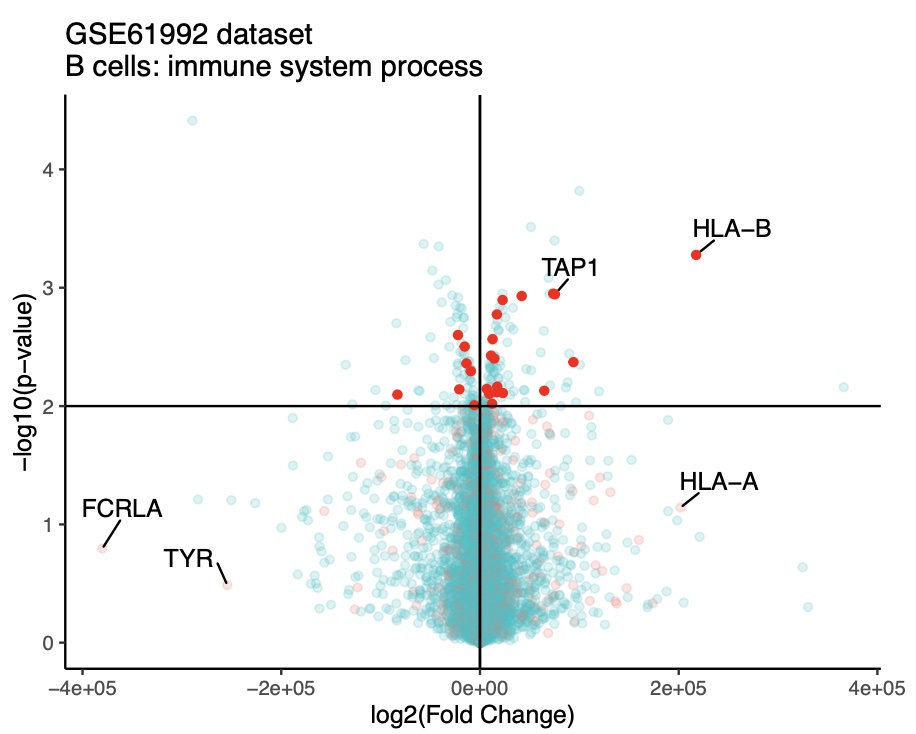 GSE61992 dataset
B cells: immune system process
4
HLA−B
TAP1
3
−log10(p−value)
2
HLA−A
FCRLA
1
TYR
0
−4e+05 −2e+05 0e+00 2e+05 4e+05
log2(Fold Change)